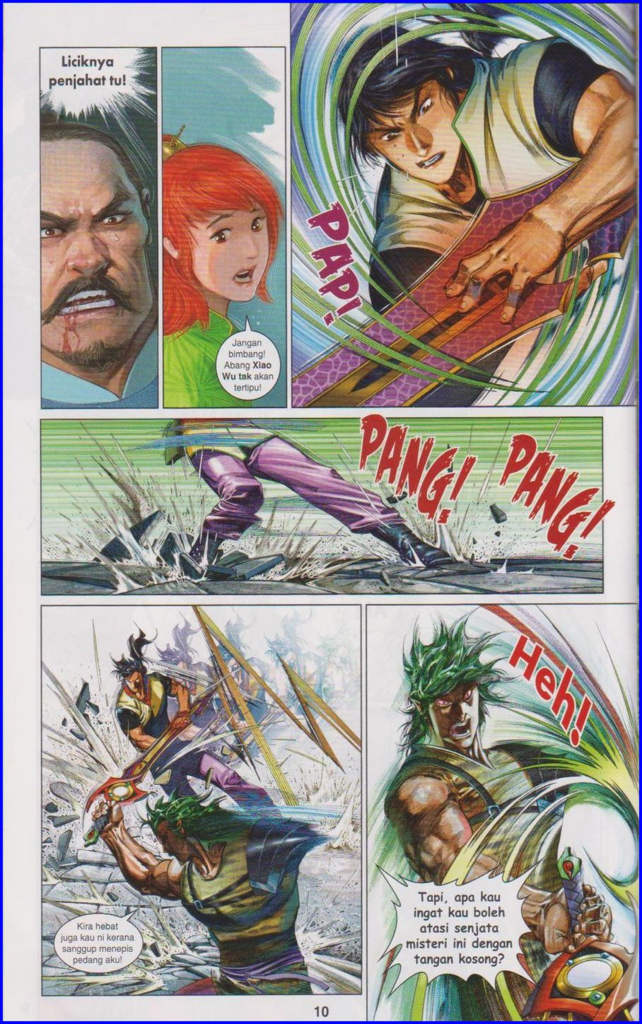 Liciknya
penjahat tu!
Jangan
bimbang!
Abang Xiao
Wu tak akan
tertipu!
PAP!
PANG!
PANG!
Kira hebat
juga kau ni kerana
sanggup menepis
pedang aku!
Heh!
Tapi, apa kau
ingat kau boleh
atasi senjata
misteri ini dengan
tangan kosong?
10